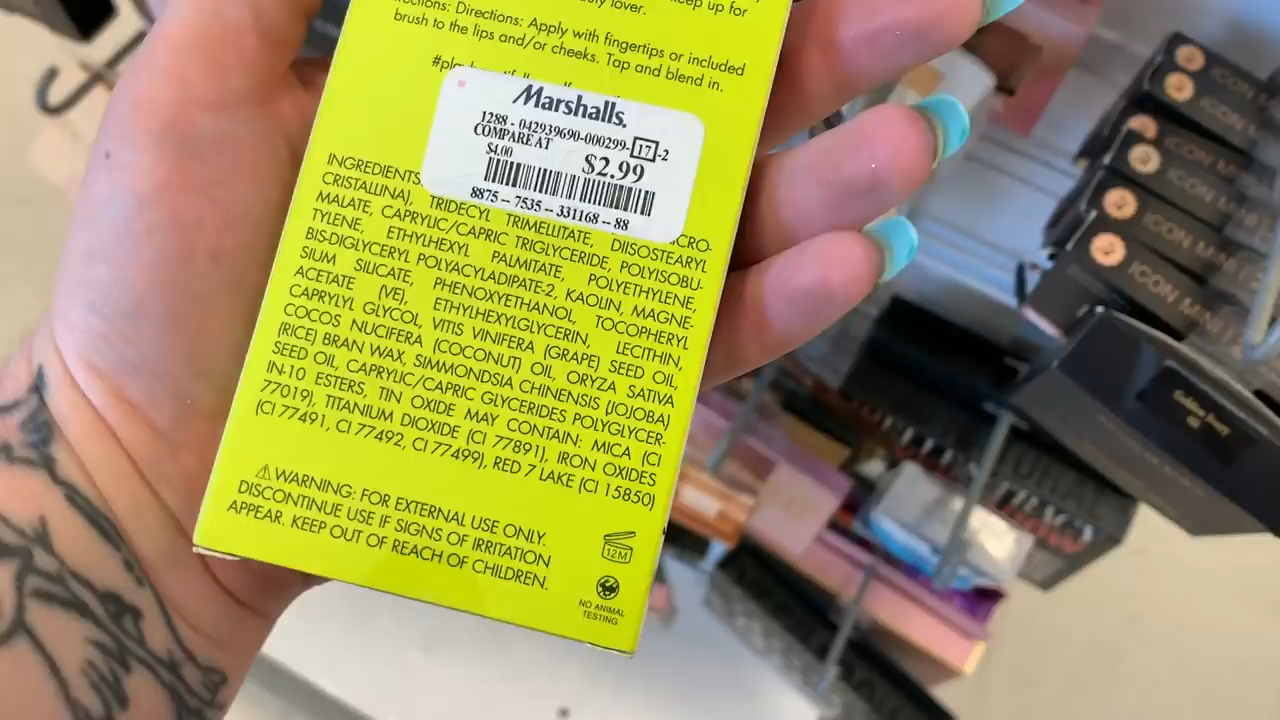 keep up for
Directions: Apply with fingertips or included
brush to the lips and/or cheeks. Tap and blend in.
Marshalls.
1288 - 042939690-000299- 17 -2
COMPARE AT
$4.00
$2.99
8875 -- 7535 -- 331168 -- 88
INGREDIENTS
CRISTALLINA), TRIDECYL TRIMELLITATE, DIISOSTEARYL
MALATE, CAPRYLIC/CAPRIC TRIGLYCERIDE, POLYISOBU-
TYLENE, ETHYLHEXYL PALMITATE, POLYETHYLENE,
BIS-DIGLYCERYL POLYACYLADIPATE-2, KAOLIN, MAGNE-
SIUM SILICATE, PHENOXYETHANOL, TOCOPHERYL
ACETATE (VE), ETHYLHEXYLGLYCERIN, LECITHIN,
CAPRYLYL GLYCOL, VITIS VINIFERA (GRAPE) SEED OIL,
COCOS NUCIFERA (COCONUT) OIL, ORYZA SATIVA
(RICE) BRAN WAX, SIMMONDSIA CHINENSIS (JOJOBA)
SEED OIL, CAPRYLIC/CAPRIC GLYCERIDES POLYGLYCER-
IN-10 ESTERS, TIN OXIDE MAY CONTAIN: MICA (CI
77019), TITANIUM DIOXIDE (CI 77891), IRON OXIDES
(CI 77491, CI 77492, CI 77499), RED 7 LAKE (CI 15850)
WARNING: FOR EXTERNAL USE ONLY.
DISCONTINUE USE IF SIGNS OF IRRITATION
APPEAR. KEEP OUT OF REACH OF CHILDREN.
12M
NO ANIMAL
TESTING
ICON
ICON
ICON
ICON MINI
ICON MINI